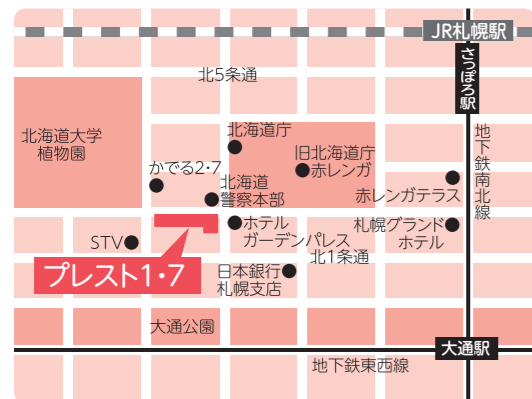 JR札幌駅
さっぽろ駅
北5条通
北海道大学
植物園
北海道庁
旧北海道庁
赤レンガ
地下鉄南北線
かでる2・7
北海道
警察本部
赤レンガテラス
ホテル
ガーデンパレス
札幌グランド
ホテル
STV
北1条通
プレスト1・7
日本銀行
札幌支店
大通公園
大通駅
地下鉄東西線